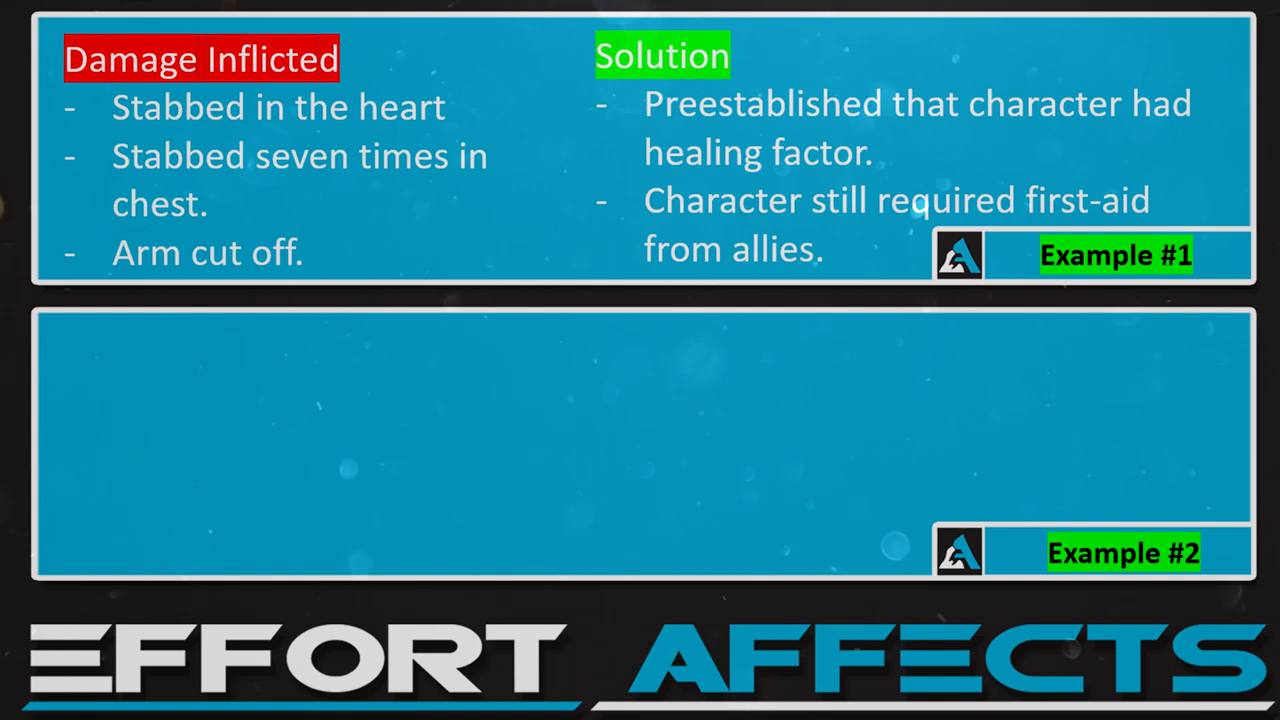 Damage Inflicted
- Stabbed in the heart
- Stabbed seven times in
chest.
- Arm cut off.
Solution
- Preestablished that character had
healing factor.
- Character still required first-aid
from allies.
Example #1
Example #2
EFFORT AFFECTS